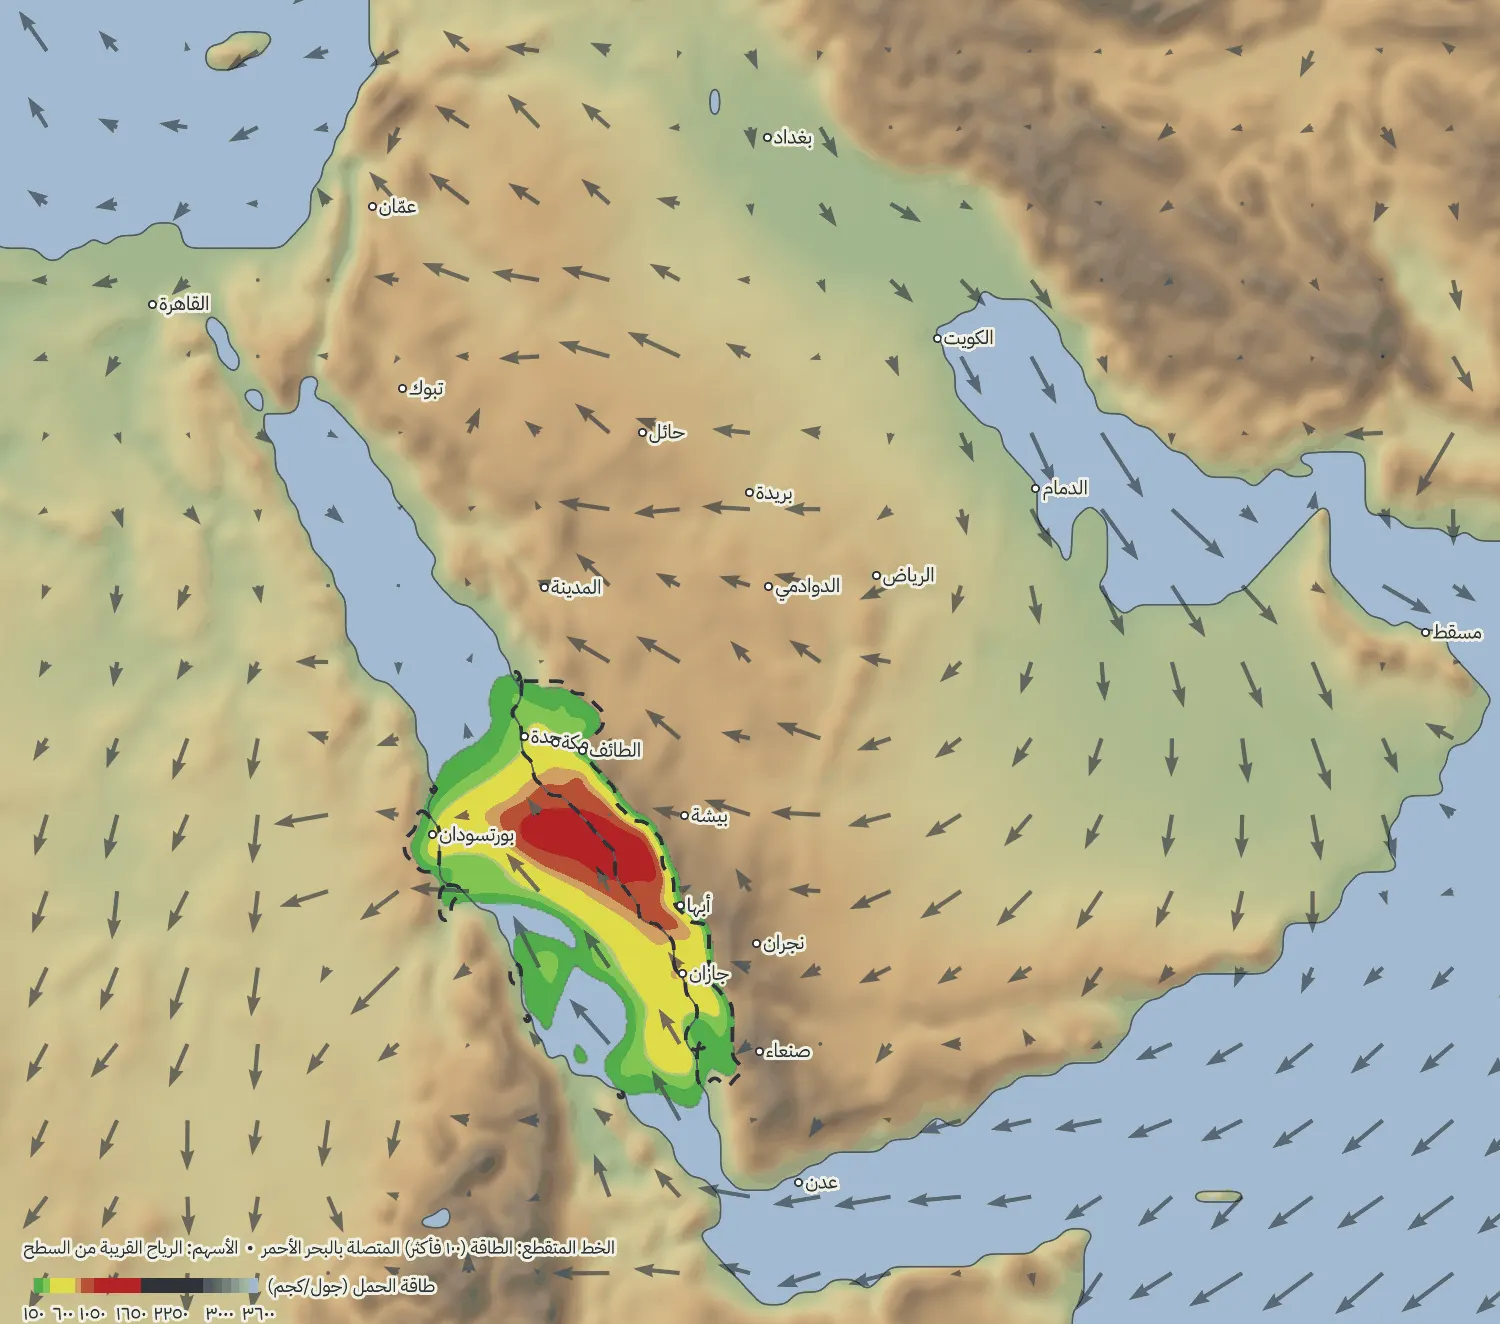 بغداد
عمّان
القاهرة
الكويت
تبوك
حائل
الدمام
بريدة
الرياض
الدوادمي
المدينة
مسقط
جدة
مكة
الطائف
بيشة
بورتسودان
أبها
نجران
جازان
صنعاء
عدن
الخط المتقطع: الطاقة (١٠٠ فأكثر) المتصلة بالبحر الأحمر • الأسهم: الرياح القريبة من السطح
طاقة الحمل (جول/كجم)
١٥٠ ٦٠٠ ١٠٥٠ ١٦٥٠ ٢٢٥٠ ٣٠٠٠ ٣٦٠٠